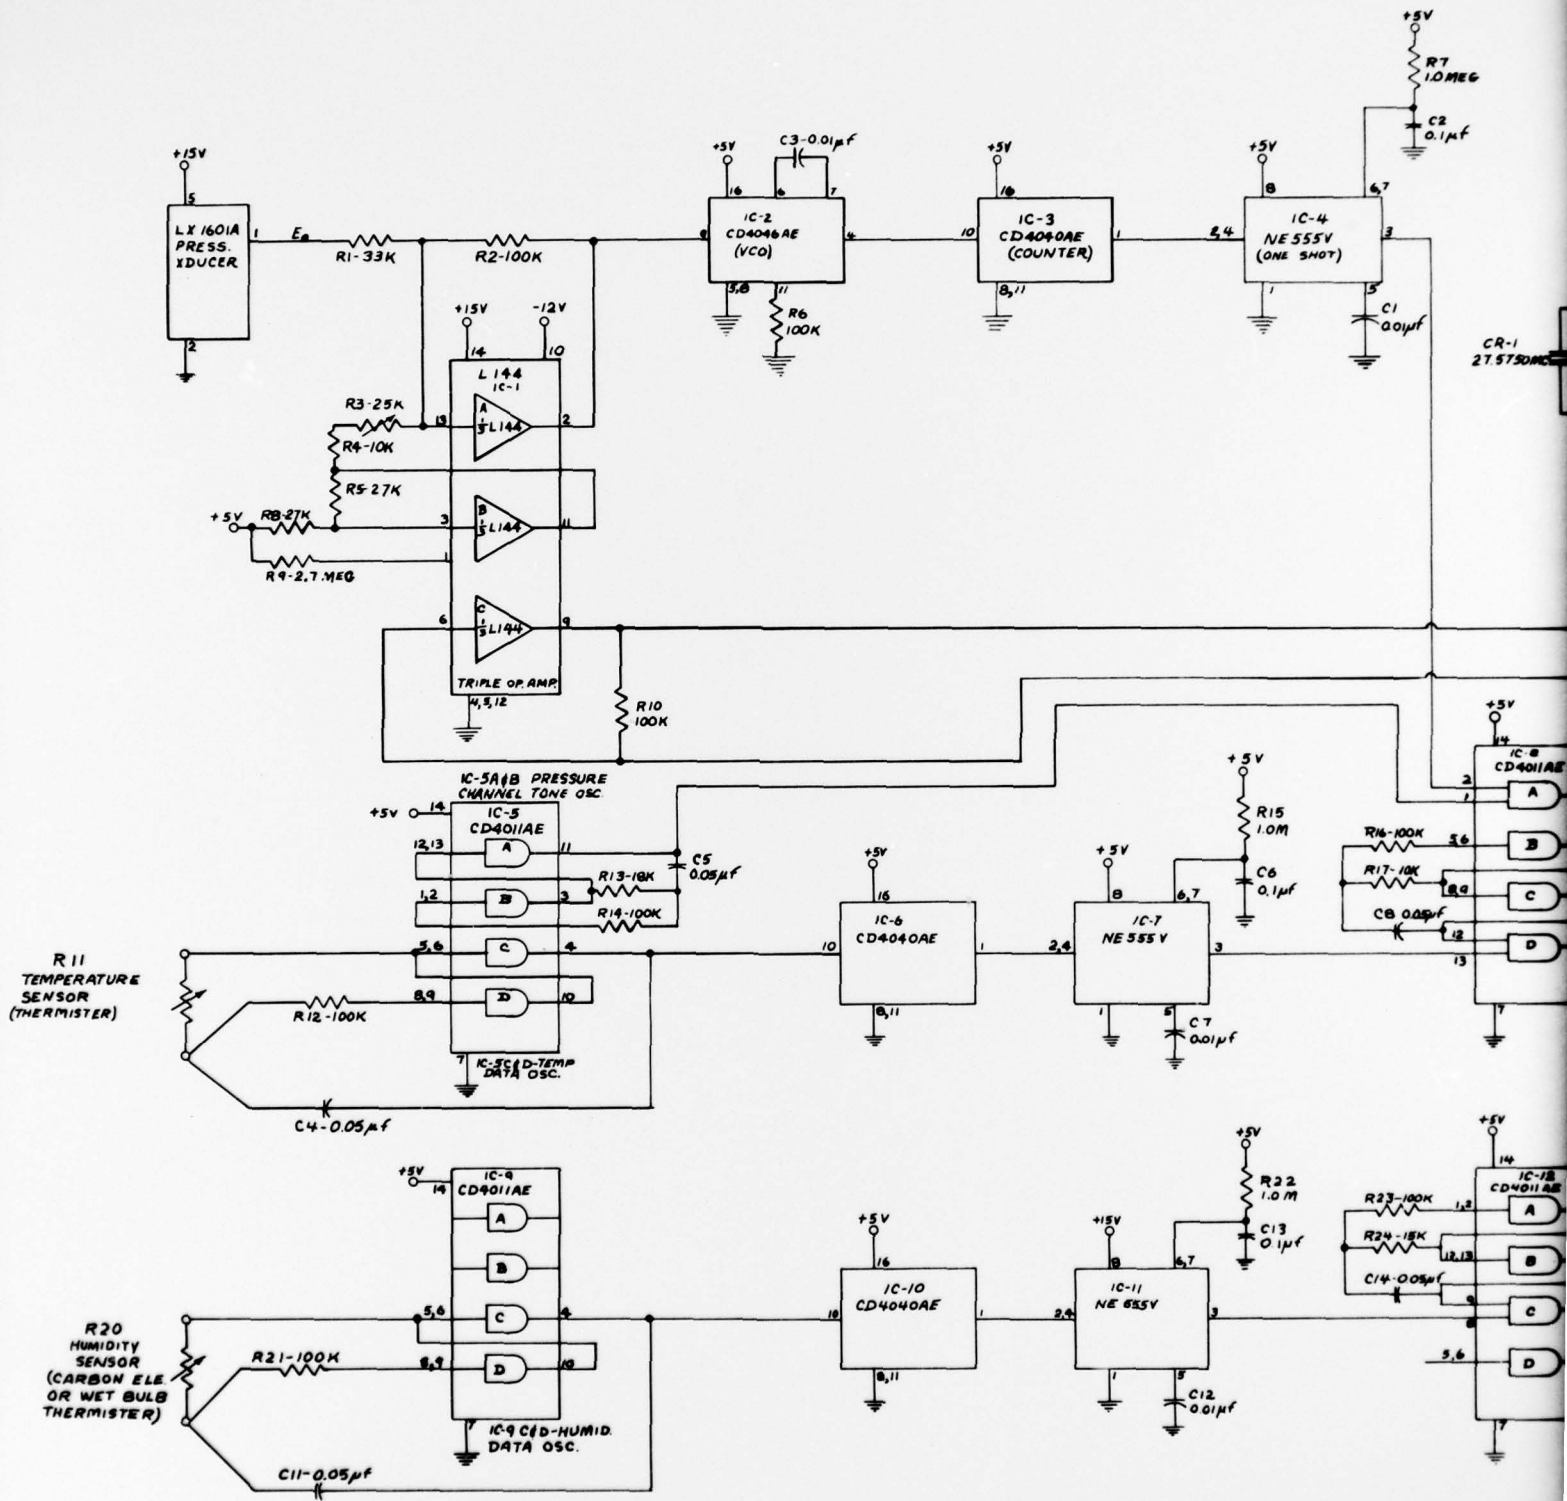 +5V
R7
1.0MEG
C2
0.1µf
+15V
5
LX1601A
PRESS.
XDUCER
1
2
R1-33K
R2-100K
+5V
16
C3-0.01µf
6
7
IC-2
CD4046AE
(VCO)
4
5,8
11
R6
100K
+5V
16
10
IC-3
CD4040AE
(COUNTER)
1
8,11
+5V
8
6,7
2,4
IC-4
NE555V
(ONE SHOT)
3
1
5
C1
0.01µf
CR-1
+15V
-12V
14
10
L144
IC-1
R3-25K
R4-10K
13
A
1/3 L144
2
R5-27K
+5V
R8-27K
3
B
1/3 L144
11
R9-2.7 MEG
1
6
C
1/3 L144
9
TRIPLE OP. AMP.
4,5,12
R10
100K
IC-5A&B PRESSURE
CHANNEL TONE OSC.
+5V
14
IC-5
CD4011AE
12,13
A
11
C5
0.05µf
R13-18K
1,2
B
3
R14-100K
5,6
C
4
8,9
D
10
7
IC-5C&D-TEMP
DATA OSC.
R11
TEMPERATURE
SENSOR
(THERMISTER)
R12-100K
C4-0.05µf
+5V
16
10
IC-6
CD4040AE
1
8,11
+5V
R15
1.0M
C6
0.1µf
+5V
8
6,7
2,4
IC-7
NE555V
3
1
5
C7
0.01µf
+5V
14
IC-8
CD4011AE
2
1
A
R16-100K
5,6
B
R17-10K
8,9
C
C8 0.05µf
12
13
D
7
+5V
14
IC-9
CD4011AE
A
B
5,6
C
4
8,9
D
10
7
IC-9 C&D-HUMID.
DATA OSC.
R20
HUMIDITY
SENSOR
(CARBON ELE.
OR WET BULB
THERMISTER)
R21-100K
C11-0.05µf
+5V
16
10
IC-10
CD4040AE
1
8,11
+5V
R22
1.0M
C13
0.1µf
+15V
8
6,7
2,4
IC-11
3
1
5
C12
0.01µf
+5V
14
IC-12
CD4011AE
R23-100K
1,2
A
R24-15K
12,13
B
C14-0.05µf
9
8
C
5,6
D
7